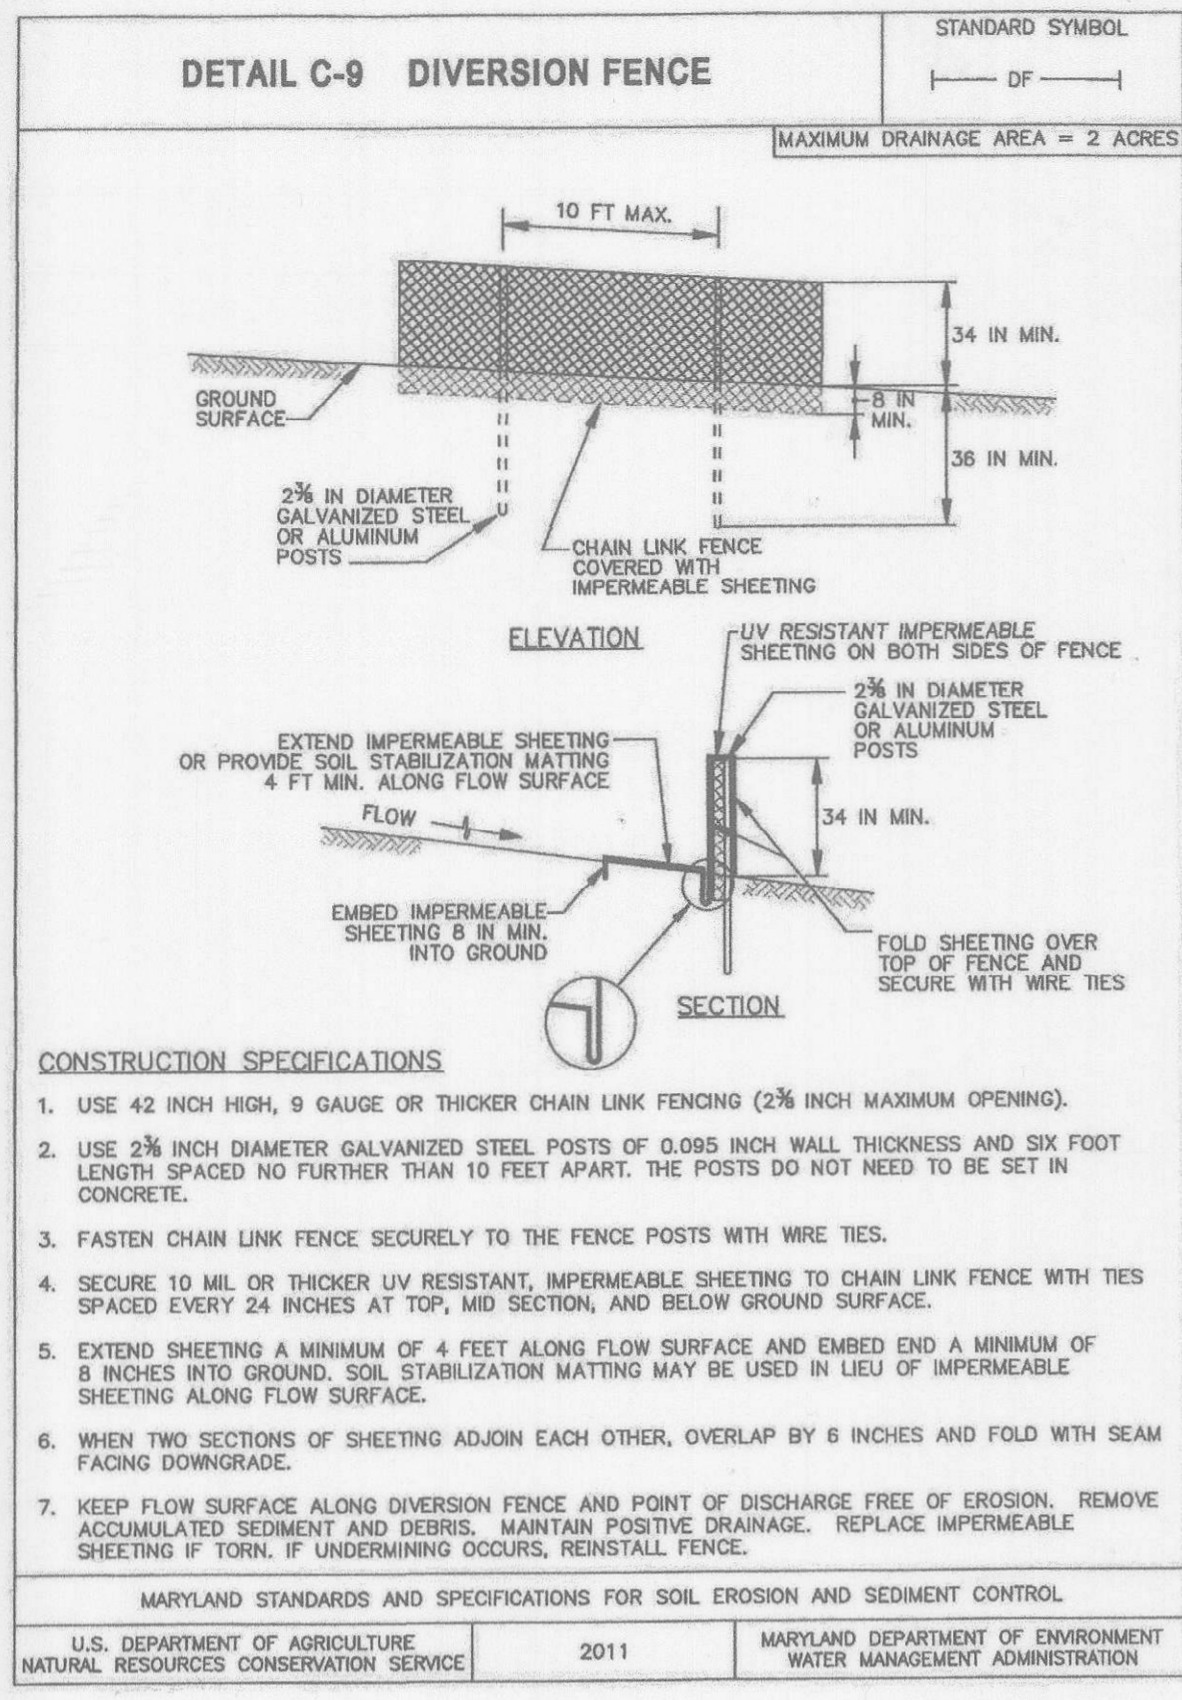 DETAIL C-9 DIVERSION FENCE
STANDARD SYMBOL
DF
MAXIMUM DRAINAGE AREA = 2 ACRES
10 FT MAX.
34 IN MIN.
GROUND
SURFACE
8 IN
MIN.
36 IN MIN.
2⅜ IN DIAMETER
GALVANIZED STEEL
OR ALUMINUM
POSTS
CHAIN LINK FENCE
COVERED WITH
IMPERMEABLE SHEETING
ELEVATION
UV RESISTANT IMPERMEABLE
SHEETING ON BOTH SIDES OF FENCE
2⅜ IN DIAMETER
GALVANIZED STEEL
OR ALUMINUM
POSTS
EXTEND IMPERMEABLE SHEETING
OR PROVIDE SOIL STABILIZATION MATTING
4 FT MIN. ALONG FLOW SURFACE
FLOW
34 IN MIN.
EMBED IMPERMEABLE
SHEETING 8 IN MIN.
INTO GROUND
FOLD SHEETING OVER
TOP OF FENCE AND
SECURE WITH WIRE TIES
SECTION
CONSTRUCTION SPECIFICATIONS
1. USE 42 INCH HIGH, 9 GAUGE OR THICKER CHAIN LINK FENCING (2⅜ INCH MAXIMUM OPENING).
2. USE 2⅜ INCH DIAMETER GALVANIZED STEEL POSTS OF 0.095 INCH WALL THICKNESS AND SIX FOOT
LENGTH SPACED NO FURTHER THAN 10 FEET APART. THE POSTS DO NOT NEED TO BE SET IN
CONCRETE.
3. FASTEN CHAIN LINK FENCE SECURELY TO THE FENCE POSTS WITH WIRE TIES.
4. SECURE 10 MIL OR THICKER UV RESISTANT, IMPERMEABLE SHEETING TO CHAIN LINK FENCE WITH TIES
SPACED EVERY 24 INCHES AT TOP, MID SECTION, AND BELOW GROUND SURFACE.
5. EXTEND SHEETING A MINIMUM OF 4 FEET ALONG FLOW SURFACE AND EMBED END A MINIMUM OF
8 INCHES INTO GROUND. SOIL STABILIZATION MATTING MAY BE USED IN LIEU OF IMPERMEABLE
SHEETING ALONG FLOW SURFACE.
6. WHEN TWO SECTIONS OF SHEETING ADJOIN EACH OTHER, OVERLAP BY 6 INCHES AND FOLD WITH SEAM
FACING DOWNGRADE.
7. KEEP FLOW SURFACE ALONG DIVERSION FENCE AND POINT OF DISCHARGE FREE OF EROSION. REMOVE
ACCUMULATED SEDIMENT AND DEBRIS. MAINTAIN POSITIVE DRAINAGE. REPLACE IMPERMEABLE
SHEETING IF TORN. IF UNDERMINING OCCURS, REINSTALL FENCE.
MARYLAND STANDARDS AND SPECIFICATIONS FOR SOIL EROSION AND SEDIMENT CONTROL
U.S. DEPARTMENT OF AGRICULTURE
NATURAL RESOURCES CONSERVATION SERVICE
2011
MARYLAND DEPARTMENT OF ENVIRONMENT
WATER MANAGEMENT ADMINISTRATION